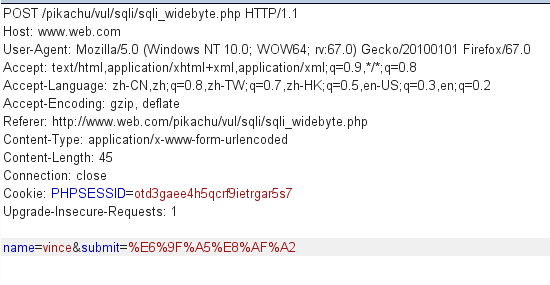 POST /pikachu/vul/sqli/sqli_widebyte.php HTTP/1.1
Host: www.web.com
User-Agent: Mozilla/5.0 (Windows NT 10.0; WOW64; rv:67.0) Gecko/20100101 Firefox/67.0
Accept: text/html,application/xhtml+xml,application/xml;q=0.9,*/*;q=0.8
Accept-Language: zh-CN,zh;q=0.8,zh-TW;q=0.7,zh-HK;q=0.5,en-US;q=0.3,en;q=0.2
Accept-Encoding: gzip, deflate
Referer: http://www.web.com/pikachu/vul/sqli/sqli_widebyte.php
Content-Type: application/x-www-form-urlencoded
Content-Length: 45
Connection: close
Cookie: PHPSESSID=otd3gaee4h5qcrf9ietrgar5s7
Upgrade-Insecure-Requests: 1
name=vince&submit=%E6%9F%A5%E8%AF%A2